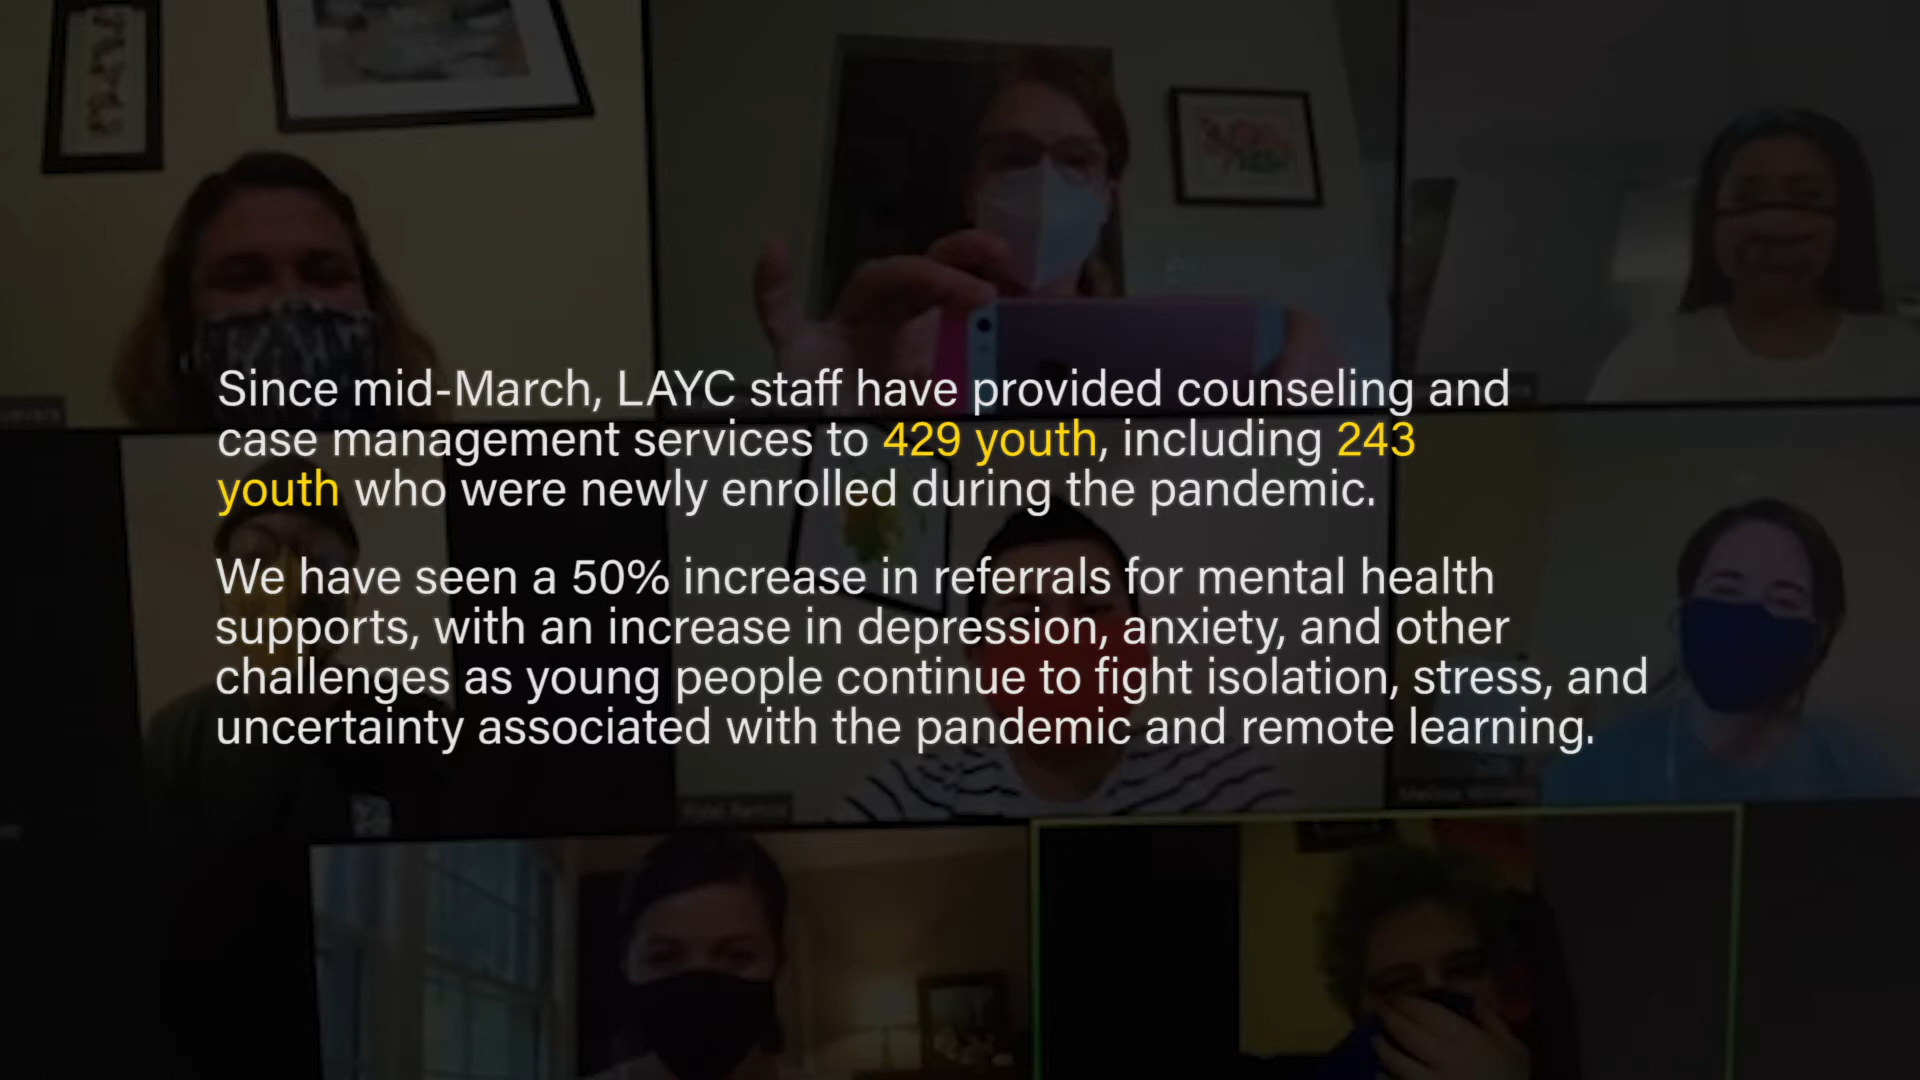 Since mid-March, LAYC staff have provided counseling and
case management services to 429 youth, including 243
youth who were newly enrolled during the pandemic.
We have seen a 50% increase in referrals for mental health
supports, with an increase in depression, anxiety, and other
challenges as young people continue to fight isolation, stress, and
uncertainty associated with the pandemic and remote learning.